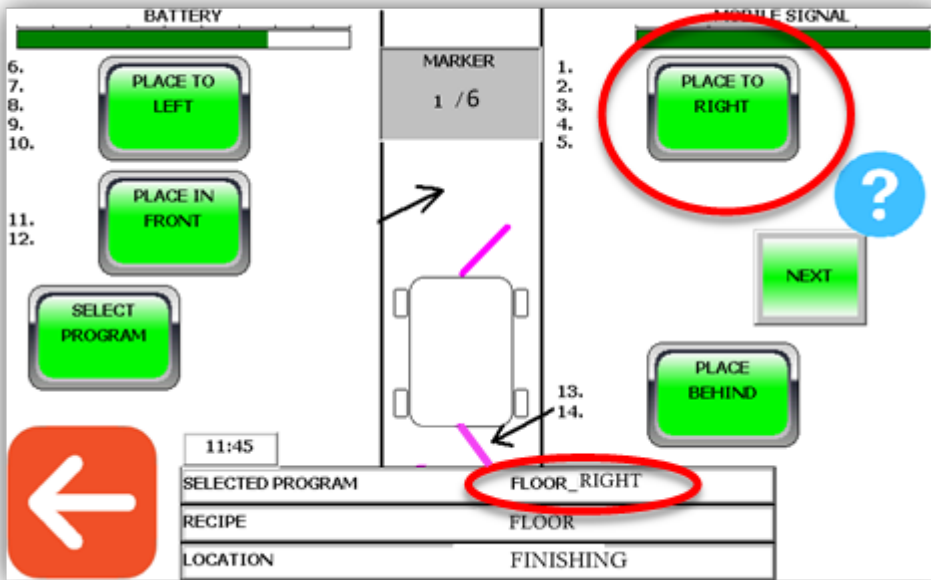 BATTERY
MOBILE SIGNAL
6.
7.
8.
9.
10.
PLACE TO
LEFT
MARKER
1 /6
1.
2.
3.
4.
5.
PLACE TO
RIGHT
11.
12.
PLACE IN
FRONT
?
NEXT
SELECT
PROGRAM
13.
14.
PLACE
BEHIND
11:45
SELECTED PROGRAM FLOOR_RIGHT
RECIPE FLOOR
LOCATION FINISHING